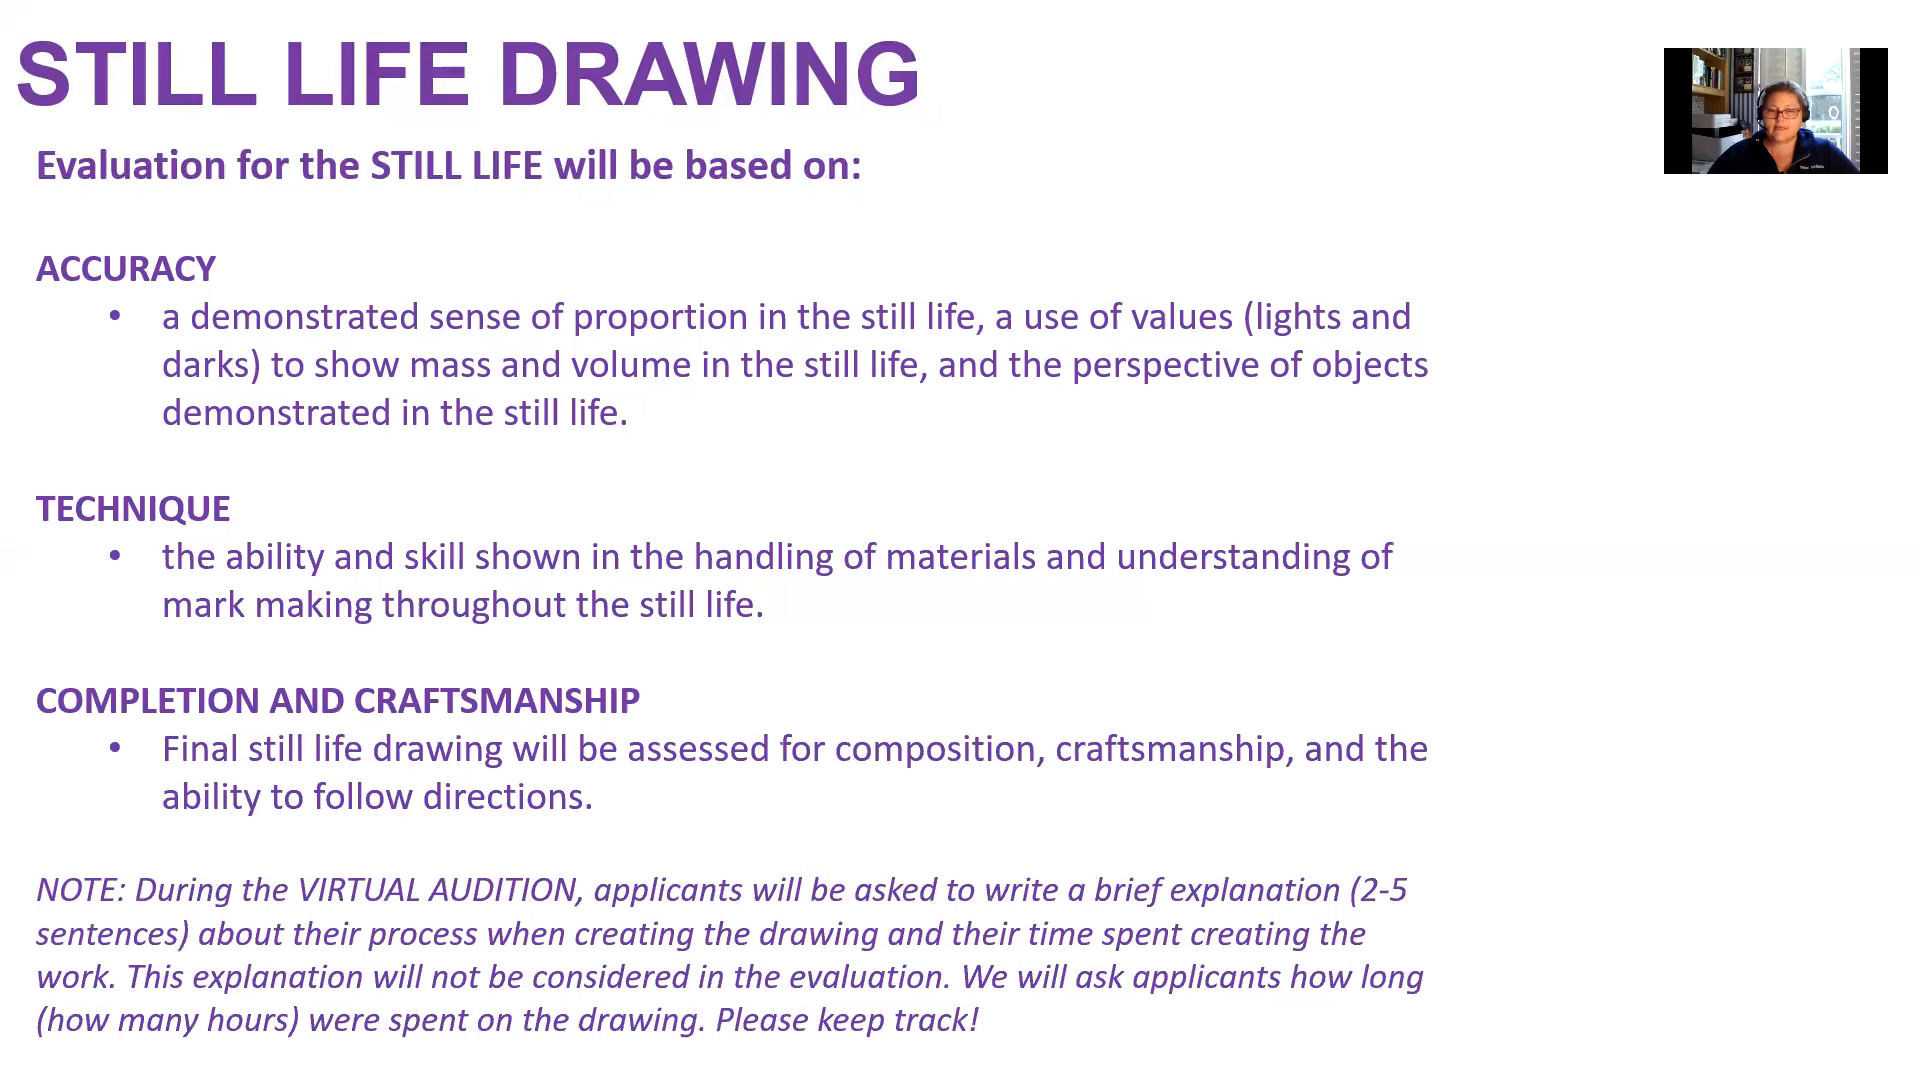 STILL LIFE DRAWING
Evaluation for the STILL LIFE will be based on:
ACCURACY
• a demonstrated sense of proportion in the still life, a use of values (lights and
darks) to show mass and volume in the still life, and the perspective of objects
demonstrated in the still life.
TECHNIQUE
• the ability and skill shown in the handling of materials and understanding of
mark making throughout the still life.
COMPLETION AND CRAFTSMANSHIP
• Final still life drawing will be assessed for composition, craftsmanship, and the
ability to follow directions.
NOTE: During the VIRTUAL AUDITION, applicants will be asked to write a brief explanation (2-5
sentences) about their process when creating the drawing and their time spent creating the
work. This explanation will not be considered in the evaluation. We will ask applicants how long
(how many hours) were spent on the drawing. Please keep track!